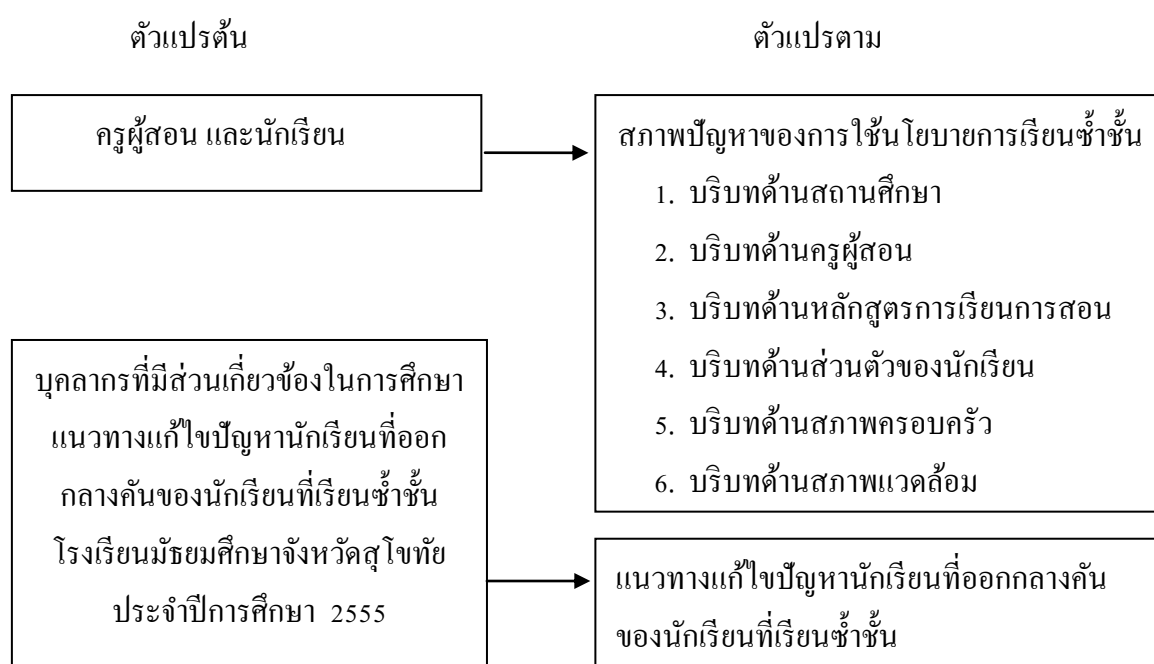 ตัวแปรต้น
ตัวแปรตาม
ครูผู้สอน และนักเรียน
สภาพปัญหาของการใช้นโยบายการเรียนซ้ำชั้น
1. บริบทด้านสถานศึกษา
2. บริบทด้านครูผู้สอน
3. บริบทด้านหลักสูตรการเรียนการสอน
4. บริบทด้านส่วนตัวของนักเรียน
5. บริบทด้านสภาพครอบครัว
6. บริบทด้านสภาพแวดล้อม
บุคลากรที่มีส่วนเกี่ยวข้องในการศึกษา
แนวทางแก้ไขปัญหานักเรียนที่ออก
กลางคันของนักเรียนที่เรียนซ้ำชั้น
โรงเรียนมัธยมศึกษาจังหวัดสุโขทัย
ประจำปีการศึกษา 2555
แนวทางแก้ไขปัญหานักเรียนที่ออกกลางคัน
ของนักเรียนที่เรียนซ้ำชั้น